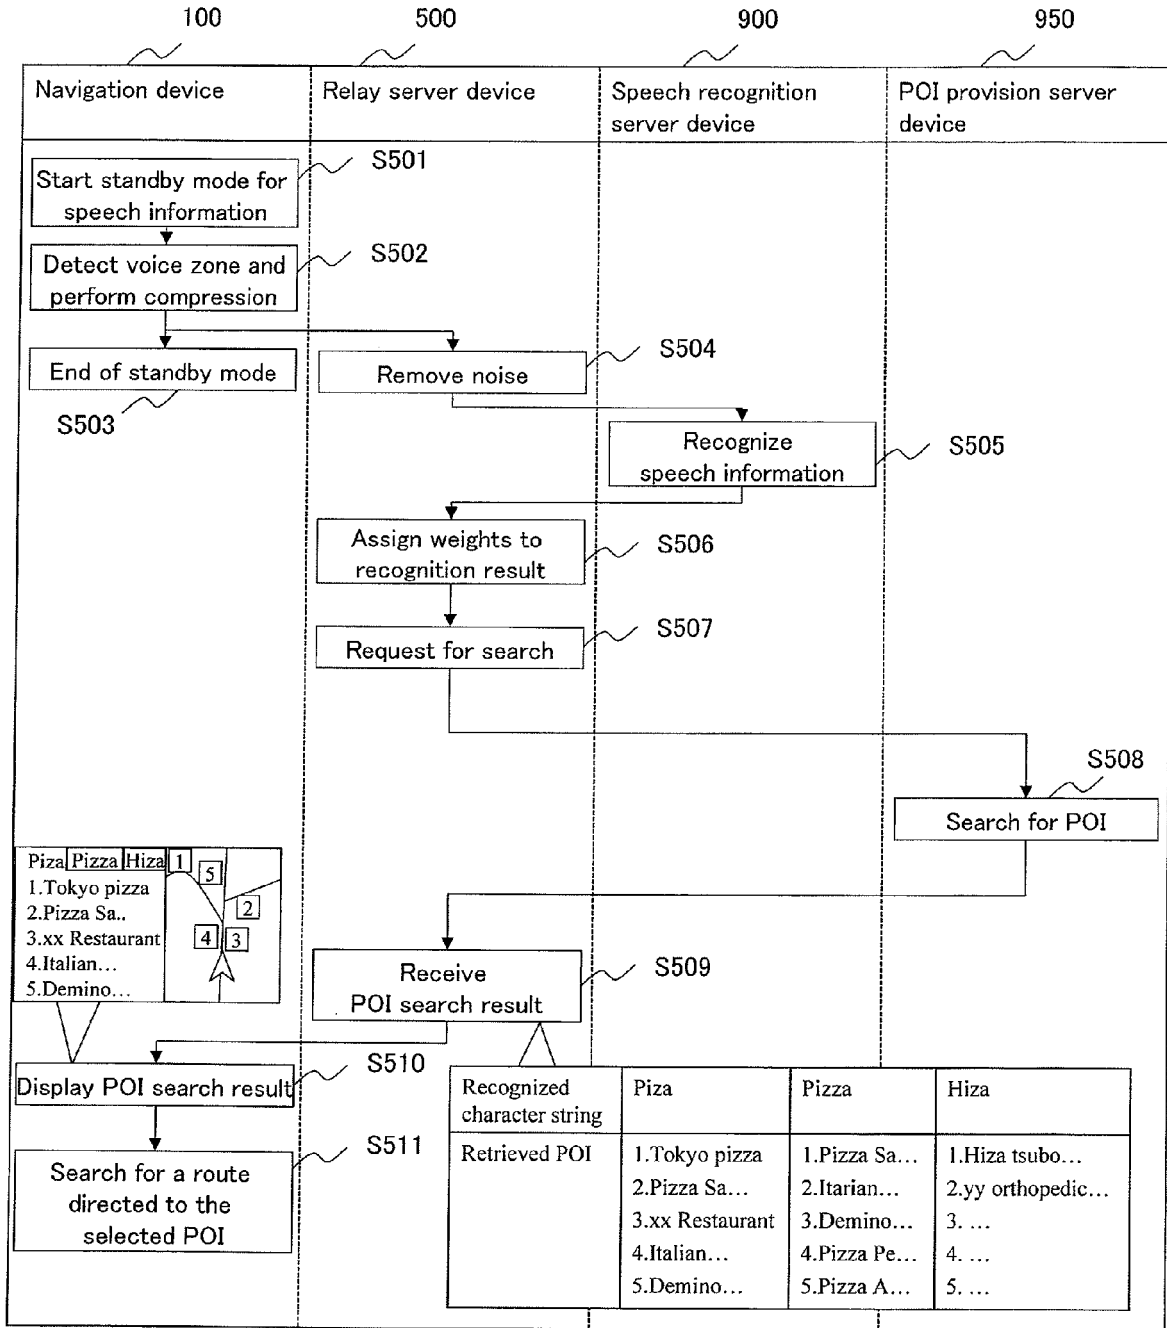 100
500
900
950
Navigation device
Relay server device
Speech recognition
server device
POI provision server
device
S501
Start standby mode for
speech information
S502
Detect voice zone and
perform compression
End of standby mode
S503
S504
Remove noise
S505
Recognize
speech information
S506
Assign weights to
recognition result
S507
Request for search
S508
Search for POI
Piza Pizza Hiza
1.Tokyo pizza
2.Pizza Sa..
3.xx Restaurant
4.Italian...
5.Demino...
1
5
2
4
3
S509
Receive
POI search result
S510
Display POI search result
S511
Search for a route
directed to the
selected POI
Recognized
character string
Piza
Pizza
Hiza
Retrieved POI
1.Tokyo pizza
2.Pizza Sa...
3.xx Restaurant
4.Italian...
5.Demino...
1.Pizza Sa...
2.Itarian...
3.Demino...
4.Pizza Pe...
5.Pizza A...
1.Hiza tsubo...
2.yy orthopedic...
3. ...
4. ...
5. ...